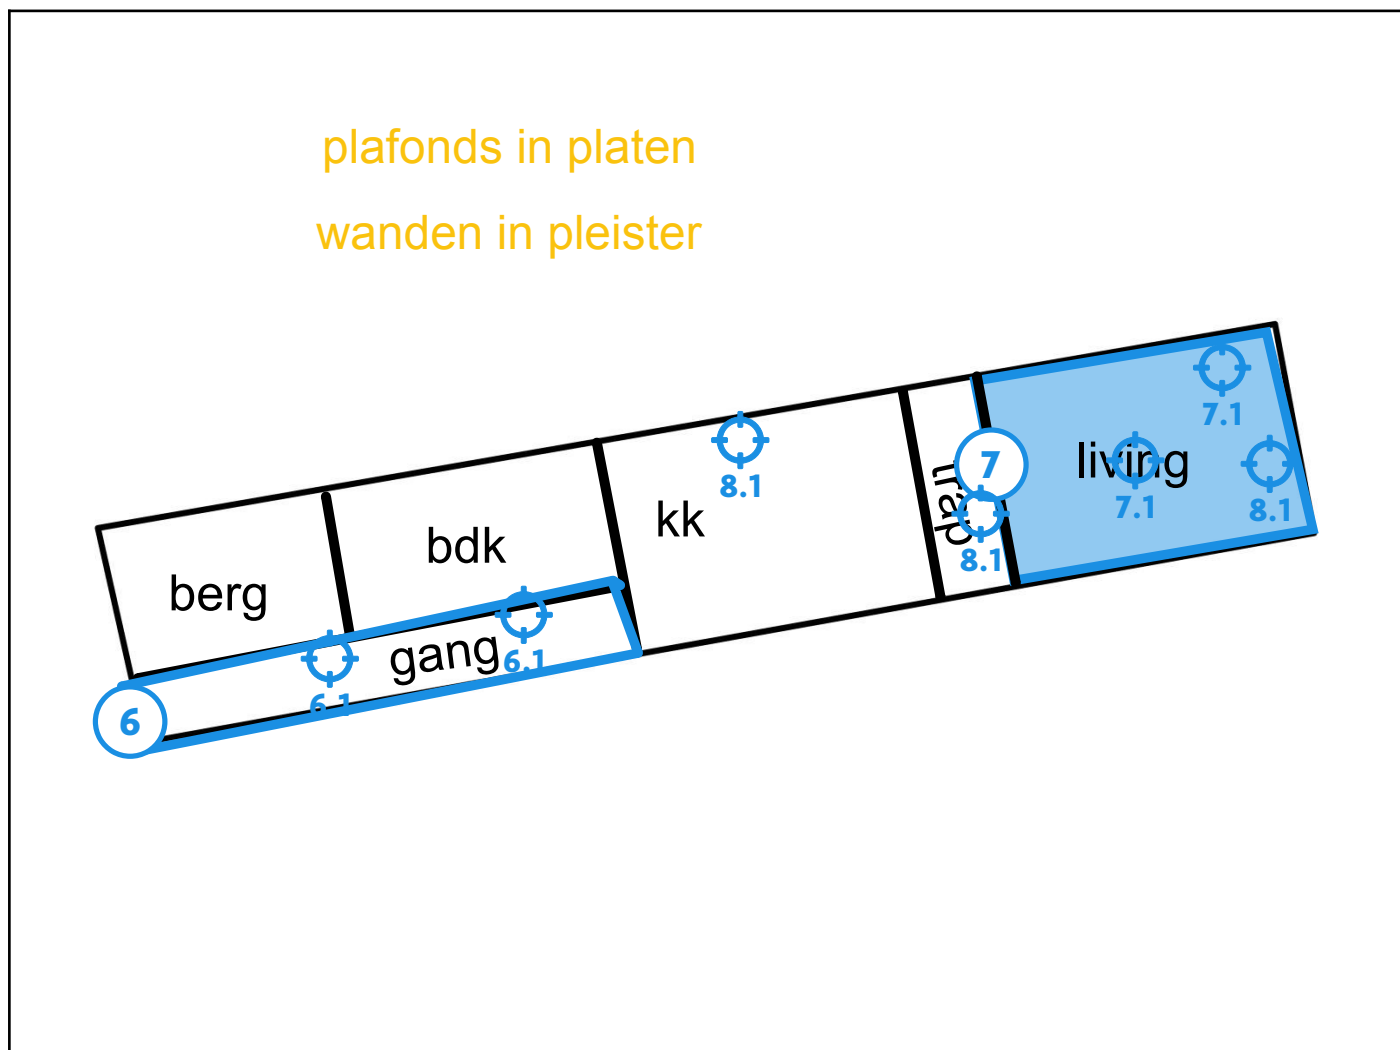 plafonds in platen
wanden in pleister
7.1
8.1
kk
7
living
7.1
8.1
trap
8.1
bdk
berg
gang
6.1
6.1
6